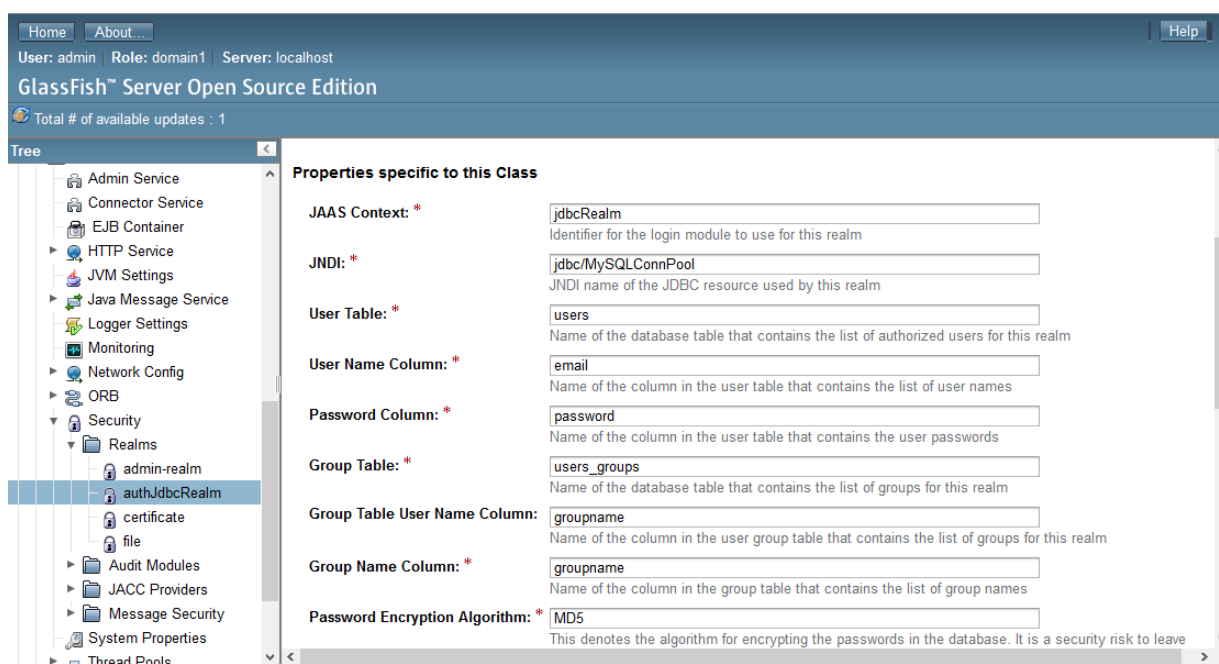 Home About... Help
User: admin Role: domain1 Server: localhost
GlassFish™ Server Open Source Edition
Total # of available updates : 1
Tree
Admin Service
Connector Service
EJB Container
HTTP Service
JVM Settings
Java Message Service
Logger Settings
Monitoring
Network Config
ORB
Security
Realms
admin-realm
authJdbcRealm
certificate
file
Audit Modules
JACC Providers
Message Security
System Properties
Thread Pools
Properties specific to this Class
JAAS Context: * jdbcRealm
Identifier for the login module to use for this realm
JNDI: * jdbc/MySQLConnPool
JNDI name of the JDBC resource used by this realm
User Table: * users
Name of the database table that contains the list of authorized users for this realm
User Name Column: * email
Name of the column in the user table that contains the list of user names
Password Column: * password
Name of the column in the user table that contains the user passwords
Group Table: * users_groups
Name of the database table that contains the list of groups for this realm
Group Table User Name Column: groupname
Name of the column in the user group table that contains the list of groups for this realm
Group Name Column: * groupname
Name of the column in the group table that contains the list of group names
Password Encryption Algorithm: * MD5
This denotes the algorithm for encrypting the passwords in the database. It is a security risk to leave